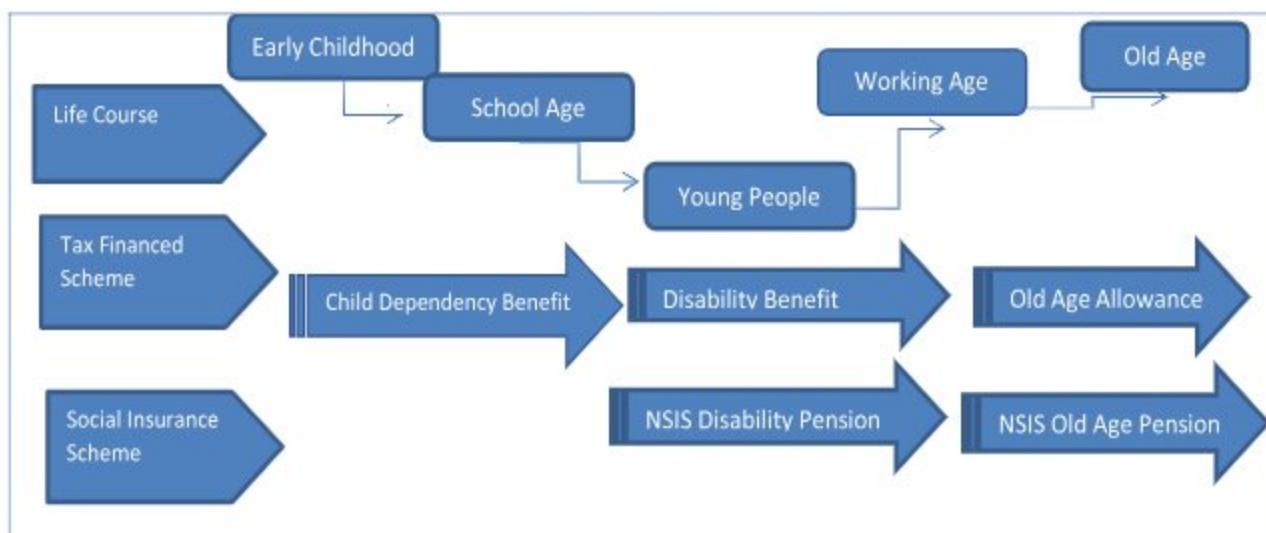 Early Childhood
Old Age
Working Age
Life Course
School Age
Young People
Tax Financed
Scheme
Child Dependency Benefit
Disability Benefit
Old Age Allowance
Social Insurance
Scheme
NSIS Disability Pension
NSIS Old Age Pension